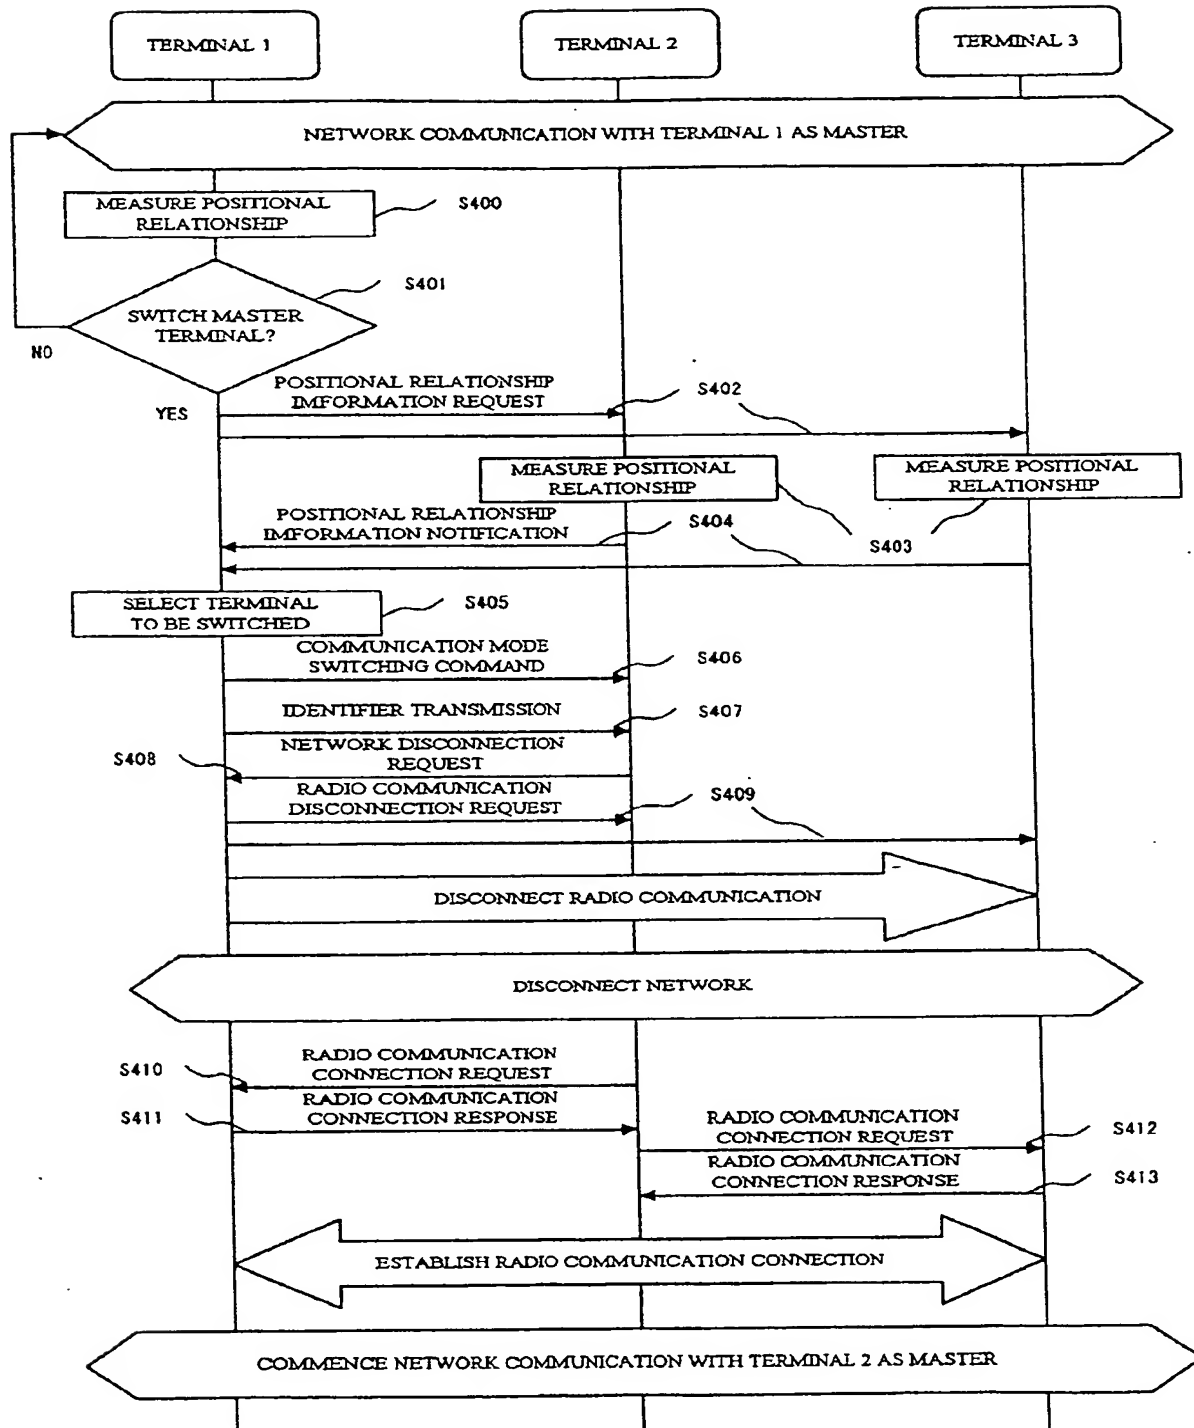 TERMINAL 1
TERMINAL 2
TERMINAL 3
NETWORK COMMUNICATION WITH TERMINAL 1 AS MASTER
MEASURE POSITIONAL
RELATIONSHIP
S400
S401
SWITCH MASTER
TERMINAL?
NO
YES
POSITIONAL RELATIONSHIP
IMFORMATION REQUEST
S402
MEASURE POSITIONAL
RELATIONSHIP
MEASURE POSITIONAL
RELATIONSHIP
S403
POSITIONAL RELATIONSHIP
IMFORMATION NOTIFICATION
S404
SELECT TERMINAL
TO BE SWITCHED
S405
COMMUNICATION MODE
SWITCHING COMMAND
S406
IDENTIFIER TRANSMISSION
S407
NETWORK DISCONNECTION
REQUEST
S408
RADIO COMMUNICATION
DISCONNECTION REQUEST
S409
DISCONNECT RADIO COMMUNICATION
DISCONNECT NETWORK
RADIO COMMUNICATION
CONNECTION REQUEST
S410
RADIO COMMUNICATION
CONNECTION RESPONSE
S411
RADIO COMMUNICATION
CONNECTION REQUEST
S412
RADIO COMMUNICATION
CONNECTION RESPONSE
S413
ESTABLISH RADIO COMMUNICATION CONNECTION
COMMENCE NETWORK COMMUNICATION WITH TERMINAL 2 AS MASTER